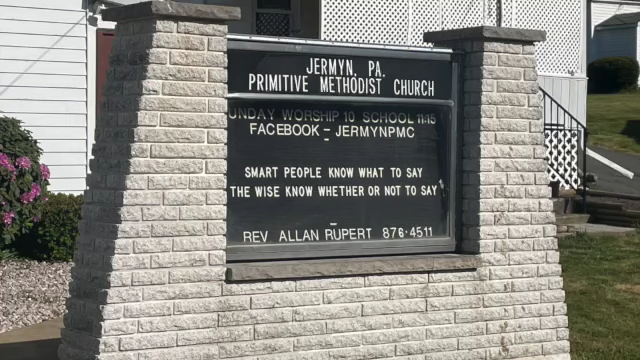 JERMYN, PA.
PRIMITIVE METHODIST CHURCH
UNDAY WORSHIP 10 SCHOOL 11:15
FACEBOOK - JERMYNPMC
SMART PEOPLE KNOW WHAT TO SAY
THE WISE KNOW WHETHER OR NOT TO SAY
REV ALLAN RUPERT 876-4511